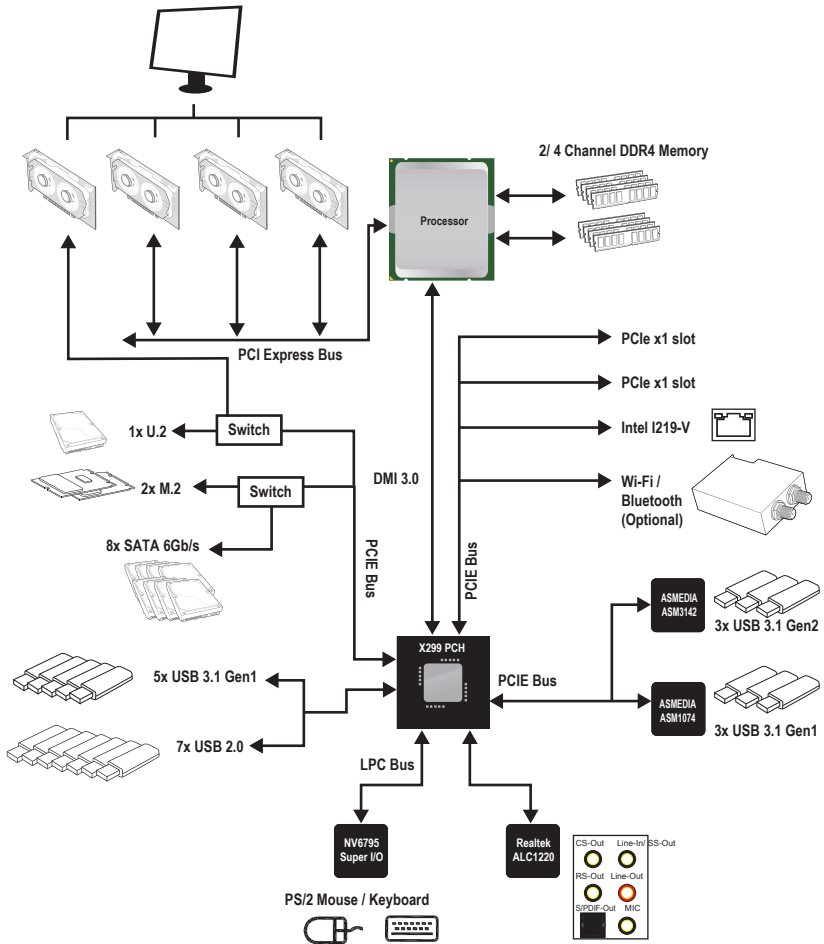 2/ 4 Channel DDR4 Memory
Processor
PCI Express Bus
PCIe x1 slot
PCIe x1 slot
1x U.2
Switch
Intel I219-V
DMI 3.0
Wi-Fi /
Bluetooth
(Optional)
2x M.2
Switch
8x SATA 6Gb/s
PCIE Bus
PCIE Bus
ASMEDIA
ASM3142
3x USB 3.1 Gen2
X299 PCH
5x USB 3.1 Gen1
PCIE Bus
ASMEDIA
ASM1074
3x USB 3.1 Gen1
7x USB 2.0
LPC Bus
NV6795
Super I/O
Realtek
ALC1220
CS-Out
Line-In/ SS-Out
RS-Out
Line-Out
S/PDIF-Out
MIC
PS/2 Mouse / Keyboard